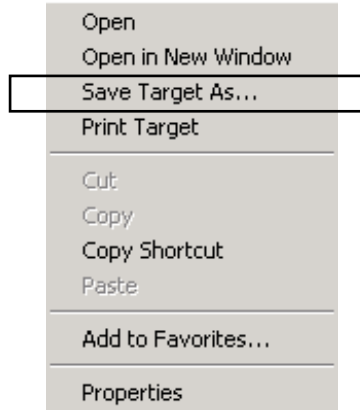 Open
Open in New Window
Save Target As...
Print Target
Cut
Copy
Copy Shortcut
Paste
Add to Favorites...
Properties